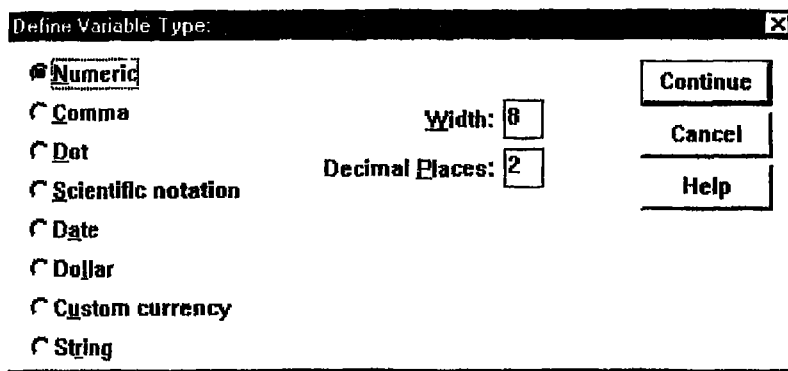 Define Variable Type:
Numeric
Comma
Dot
Scientific notation
Date
Dollar
Custom currency
String
Width: 8
Decimal Places: 2
Continue
Cancel
Help